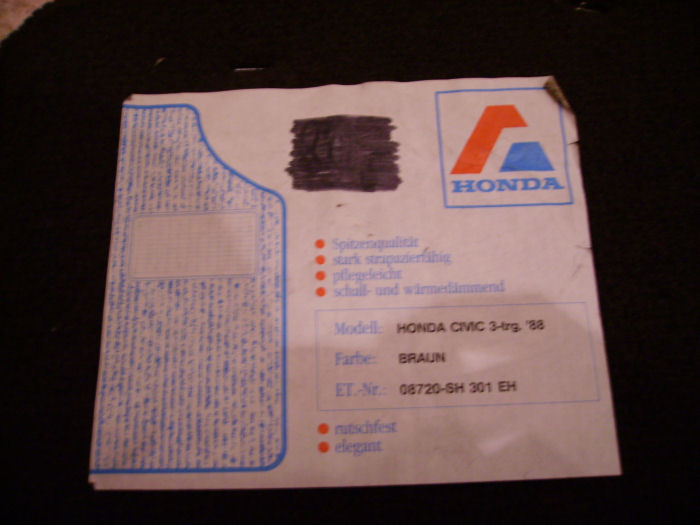 HONDA
Spitzenqualität
stark strapazierfähig
pflegeleicht
schall- und wärmedämmend
Modell: HONDA CIVIC 3-trg. '88
Farbe: BRAUN
ET.-Nr.: 08720-SH 301 EH
rutschfest
elegant